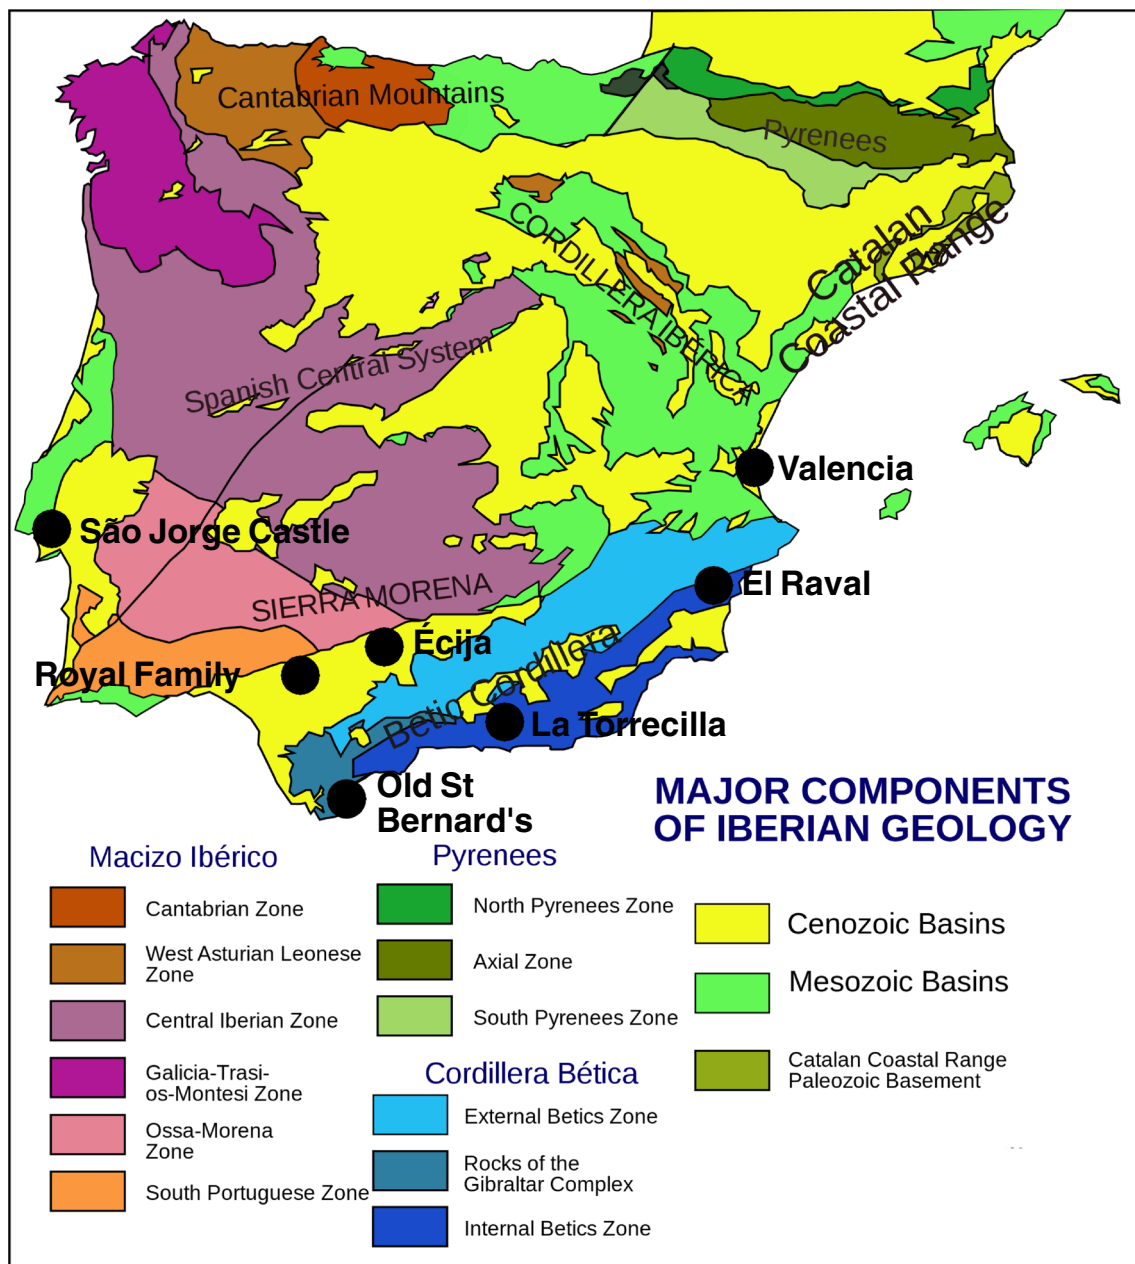 Cantabrian Mountains
Pyrenees
CORDILLERA IBÉRICA
Catalan
Coastal Range
Spanish Central System
Valencia
São Jorge Castle
El Raval
SIERRA MORENA
Écija
Royal Family
Betic Cordillera
La Torrecilla
Old St
Bernard's
MAJOR COMPONENTS
OF IBERIAN GEOLOGY
Macizo Ibérico
Cantabrian Zone
West Asturian Leonese
Zone
Central Iberian Zone
Galicia-Trasi-
os-Montesi Zone
Ossa-Morena
Zone
South Portuguese Zone
Pyrenees
North Pyrenees Zone
Axial Zone
South Pyrenees Zone
Cordillera Bética
External Betics Zone
Rocks of the
Gibraltar Complex
Internal Betics Zone
Cenozoic Basins
Mesozoic Basins
Catalan Coastal Range
Paleozoic Basement